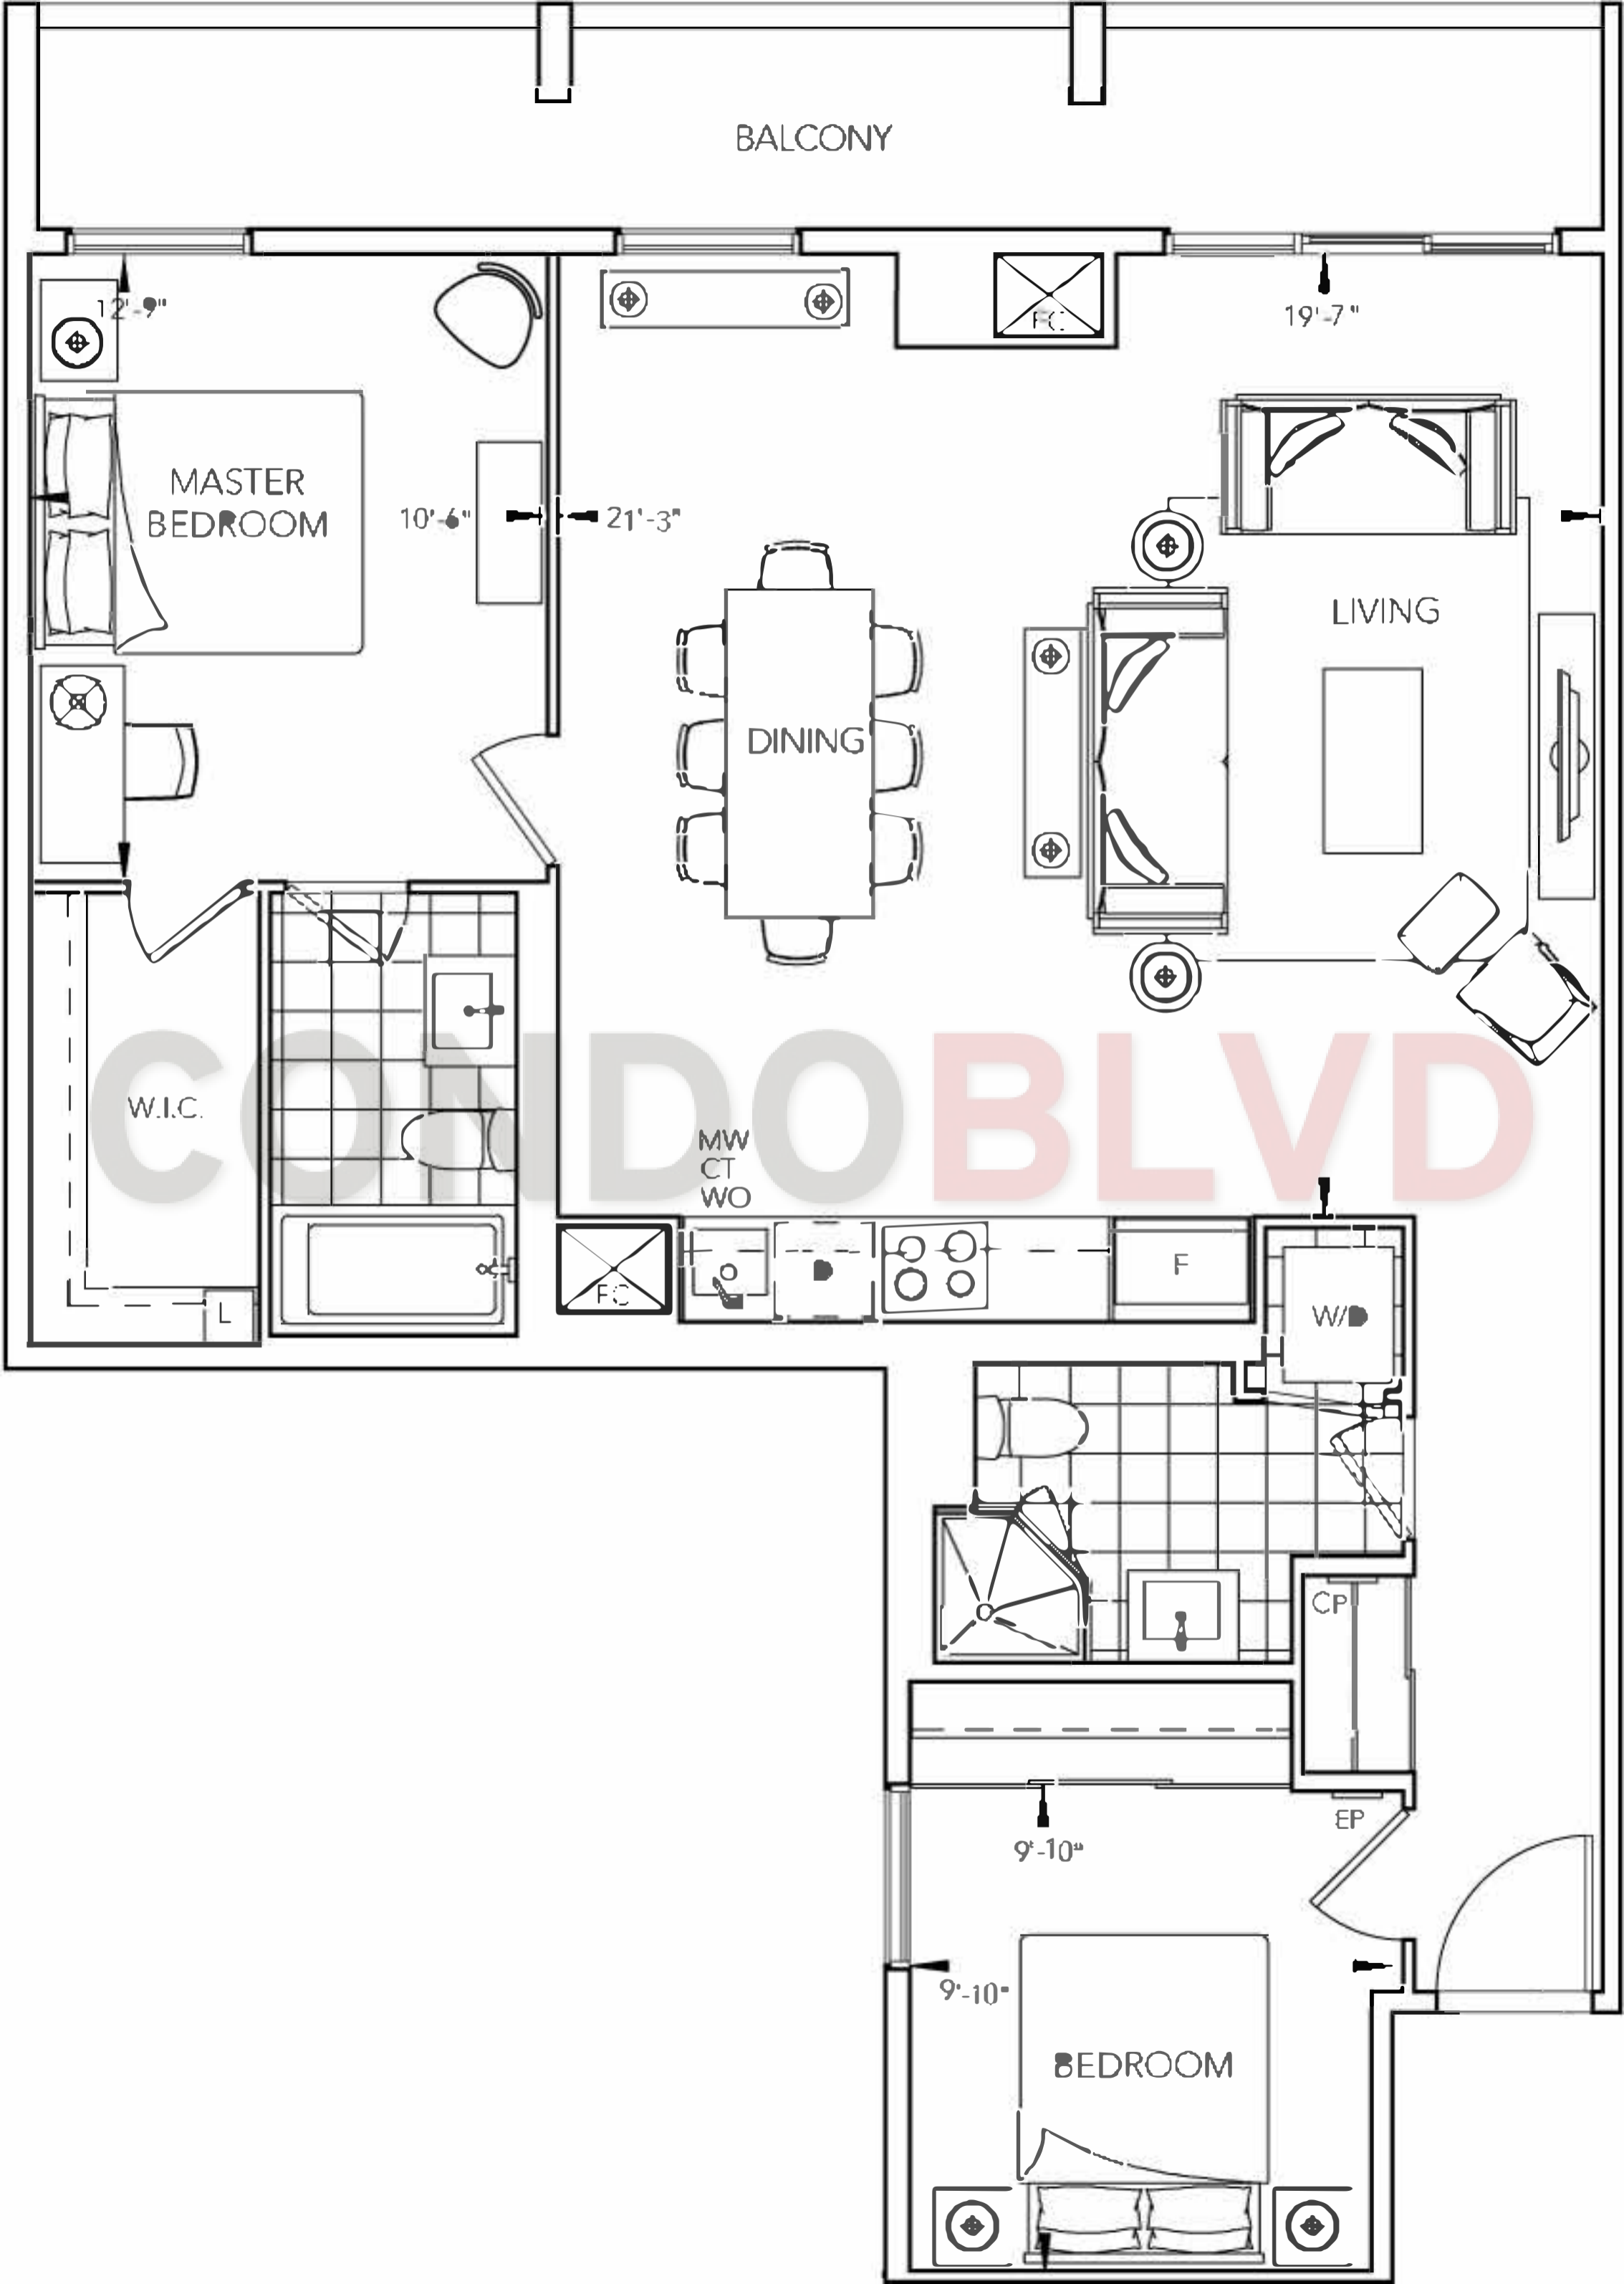 BALCONY
12'-9"
FC
19'-7"
MASTER
BEDROOM
10'-6"
21'-3"
LIVING
DINING
CONDOBLVD
W.I.C.
MW
CT
WO
FC
D
F
L
W/D
CP
EP
9'-10"
9'-10"
BEDROOM